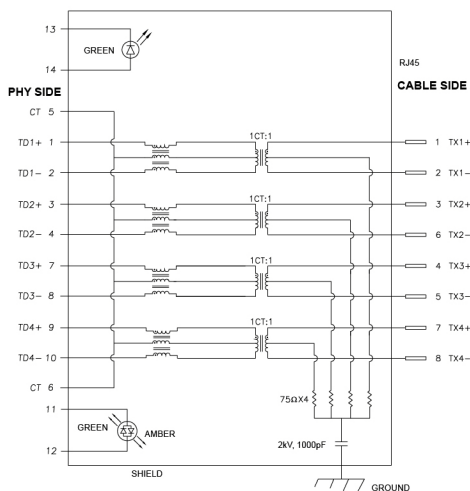 13
GREEN
14
RJ45
PHY SIDE
CABLE SIDE
CT 5
1CT:1
TD1+ 1
1 TX1+
TD1- 2
2 TX1-
1CT:1
TD2+ 3
3 TX2+
TD2- 4
6 TX2-
1CT:1
TD3+ 7
4 TX3+
TD3- 8
5 TX3-
1CT:1
TD4+ 9
7 TX4+
TD4- 10
8 TX4-
CT 6
75ΩX4
11
GREEN
AMBER
2kV, 1000pF
12
SHIELD
GROUND